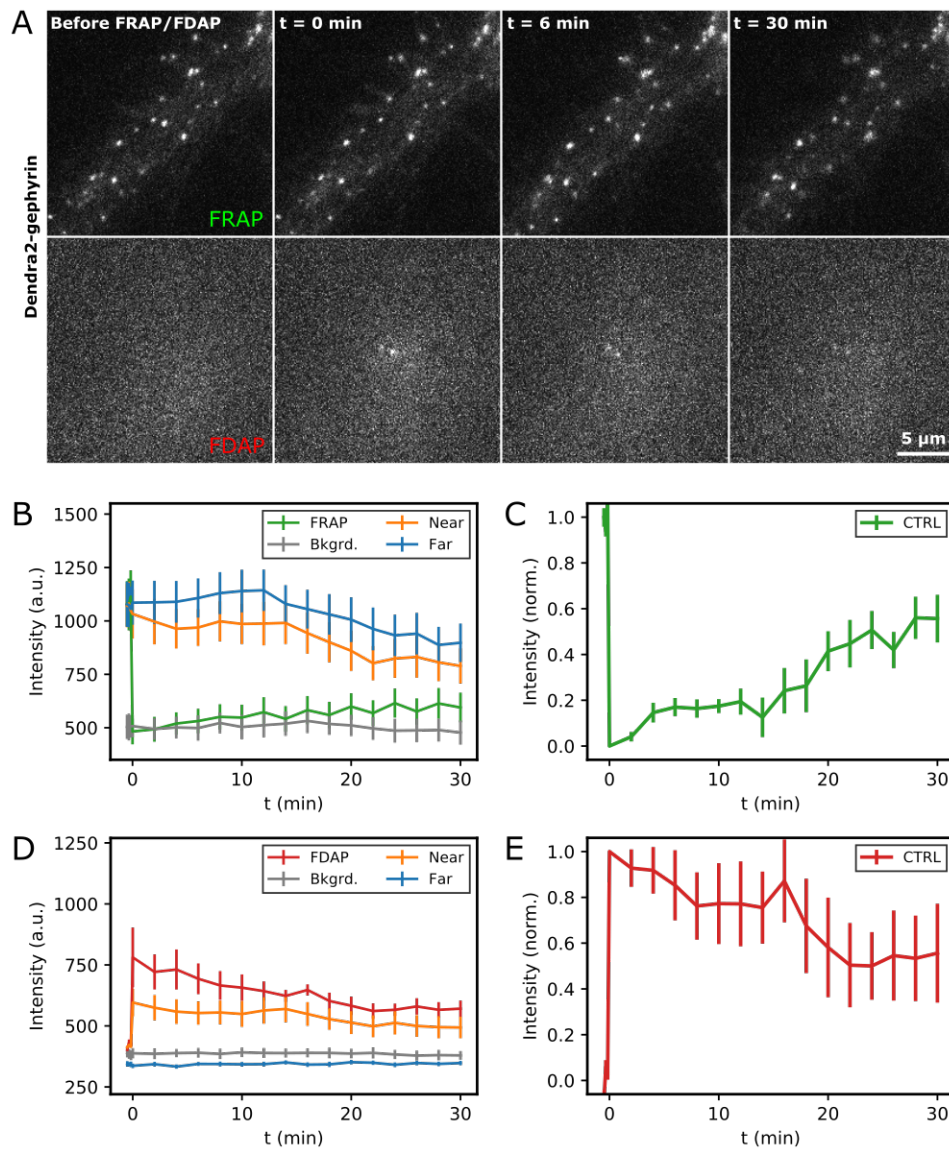 A
Before FRAP/FDAP
t = 0 min
t = 6 min
t = 30 min
Dendra2-gephyrin
FRAP
FDAP
5 µm
B
1500
1250
1000
750
500
Intensity (a.u.)
FRAP
Near
Bkgrd.
Far
0
10
20
30
t (min)
C
1.0
0.8
0.6
0.4
0.2
0.0
Intensity (norm.)
CTRL
0
10
20
30
t (min)
D
1250
1000
750
500
250
Intensity (a.u.)
FDAP
Near
Bkgrd.
Far
0
10
20
30
t (min)
E
1.0
0.8
0.6
0.4
0.2
0.0
Intensity (norm.)
CTRL
0
10
20
30
t (min)